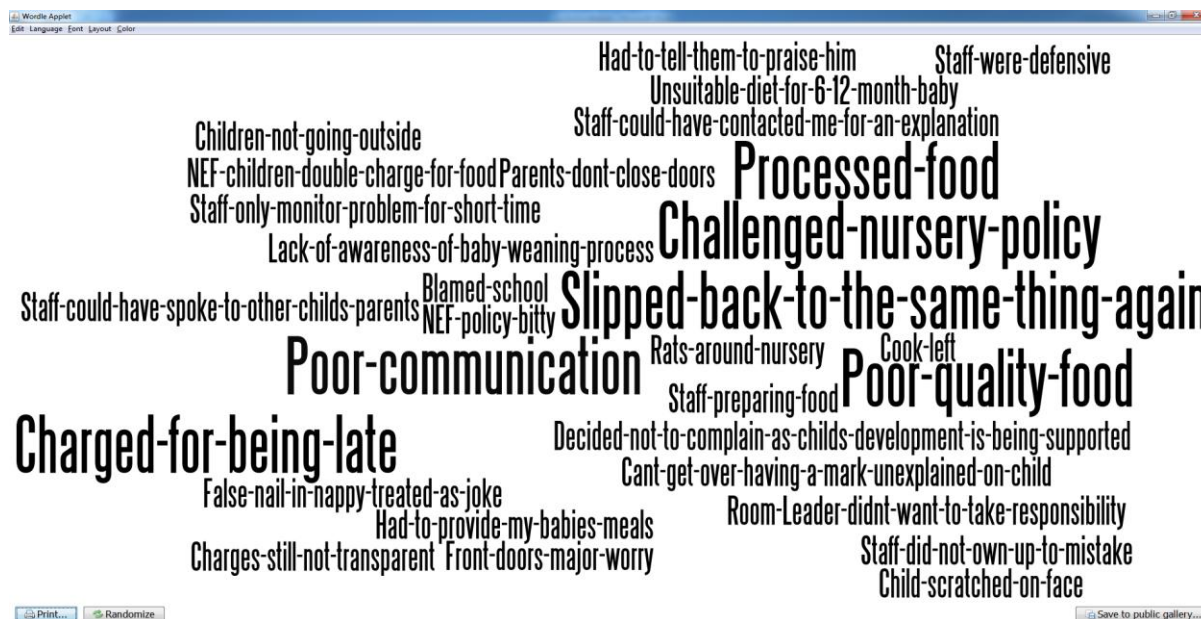 Wordle Applet
Edit Language Font Layout Color
Had-to-tell-them-to-praise-him
Staff-were-defensive
Unsuitable-diet-for-6-12-month-baby
Children-not-going-outside
Staff-could-have-contacted-me-for-an-explanation
NEF-children-double-charge-for-food
Parents-dont-close-doors
Processed-food
Staff-only-monitor-problem-for-short-time
Challenged-nursery-policy
Lack-of-awareness-of-baby-weaning-process
Staff-could-have-spoke-to-other-childs-parents
Blamed-school
NEF-policy-bitty
Slipped-back-to-the-same-thing-again
Poor-communication
Rats-around-nursery
Cook-left
Staff-preparing-food
Poor-quality-food
Charged-for-being-late
Decided-not-to-complain-as-childs-development-is-being-supported
Cant-get-over-having-a-mark-unexplained-on-child
False-nail-in-nappy-treated-as-joke
Room-Leader-didnt-want-to-take-responsibility
Had-to-provide-my-babies-meals
Charges-still-not-transparent
Front-doors-major-worry
Staff-did-not-own-up-to-mistake
Child-scratched-on-face
Print...
Randomize
Save to public gallery...